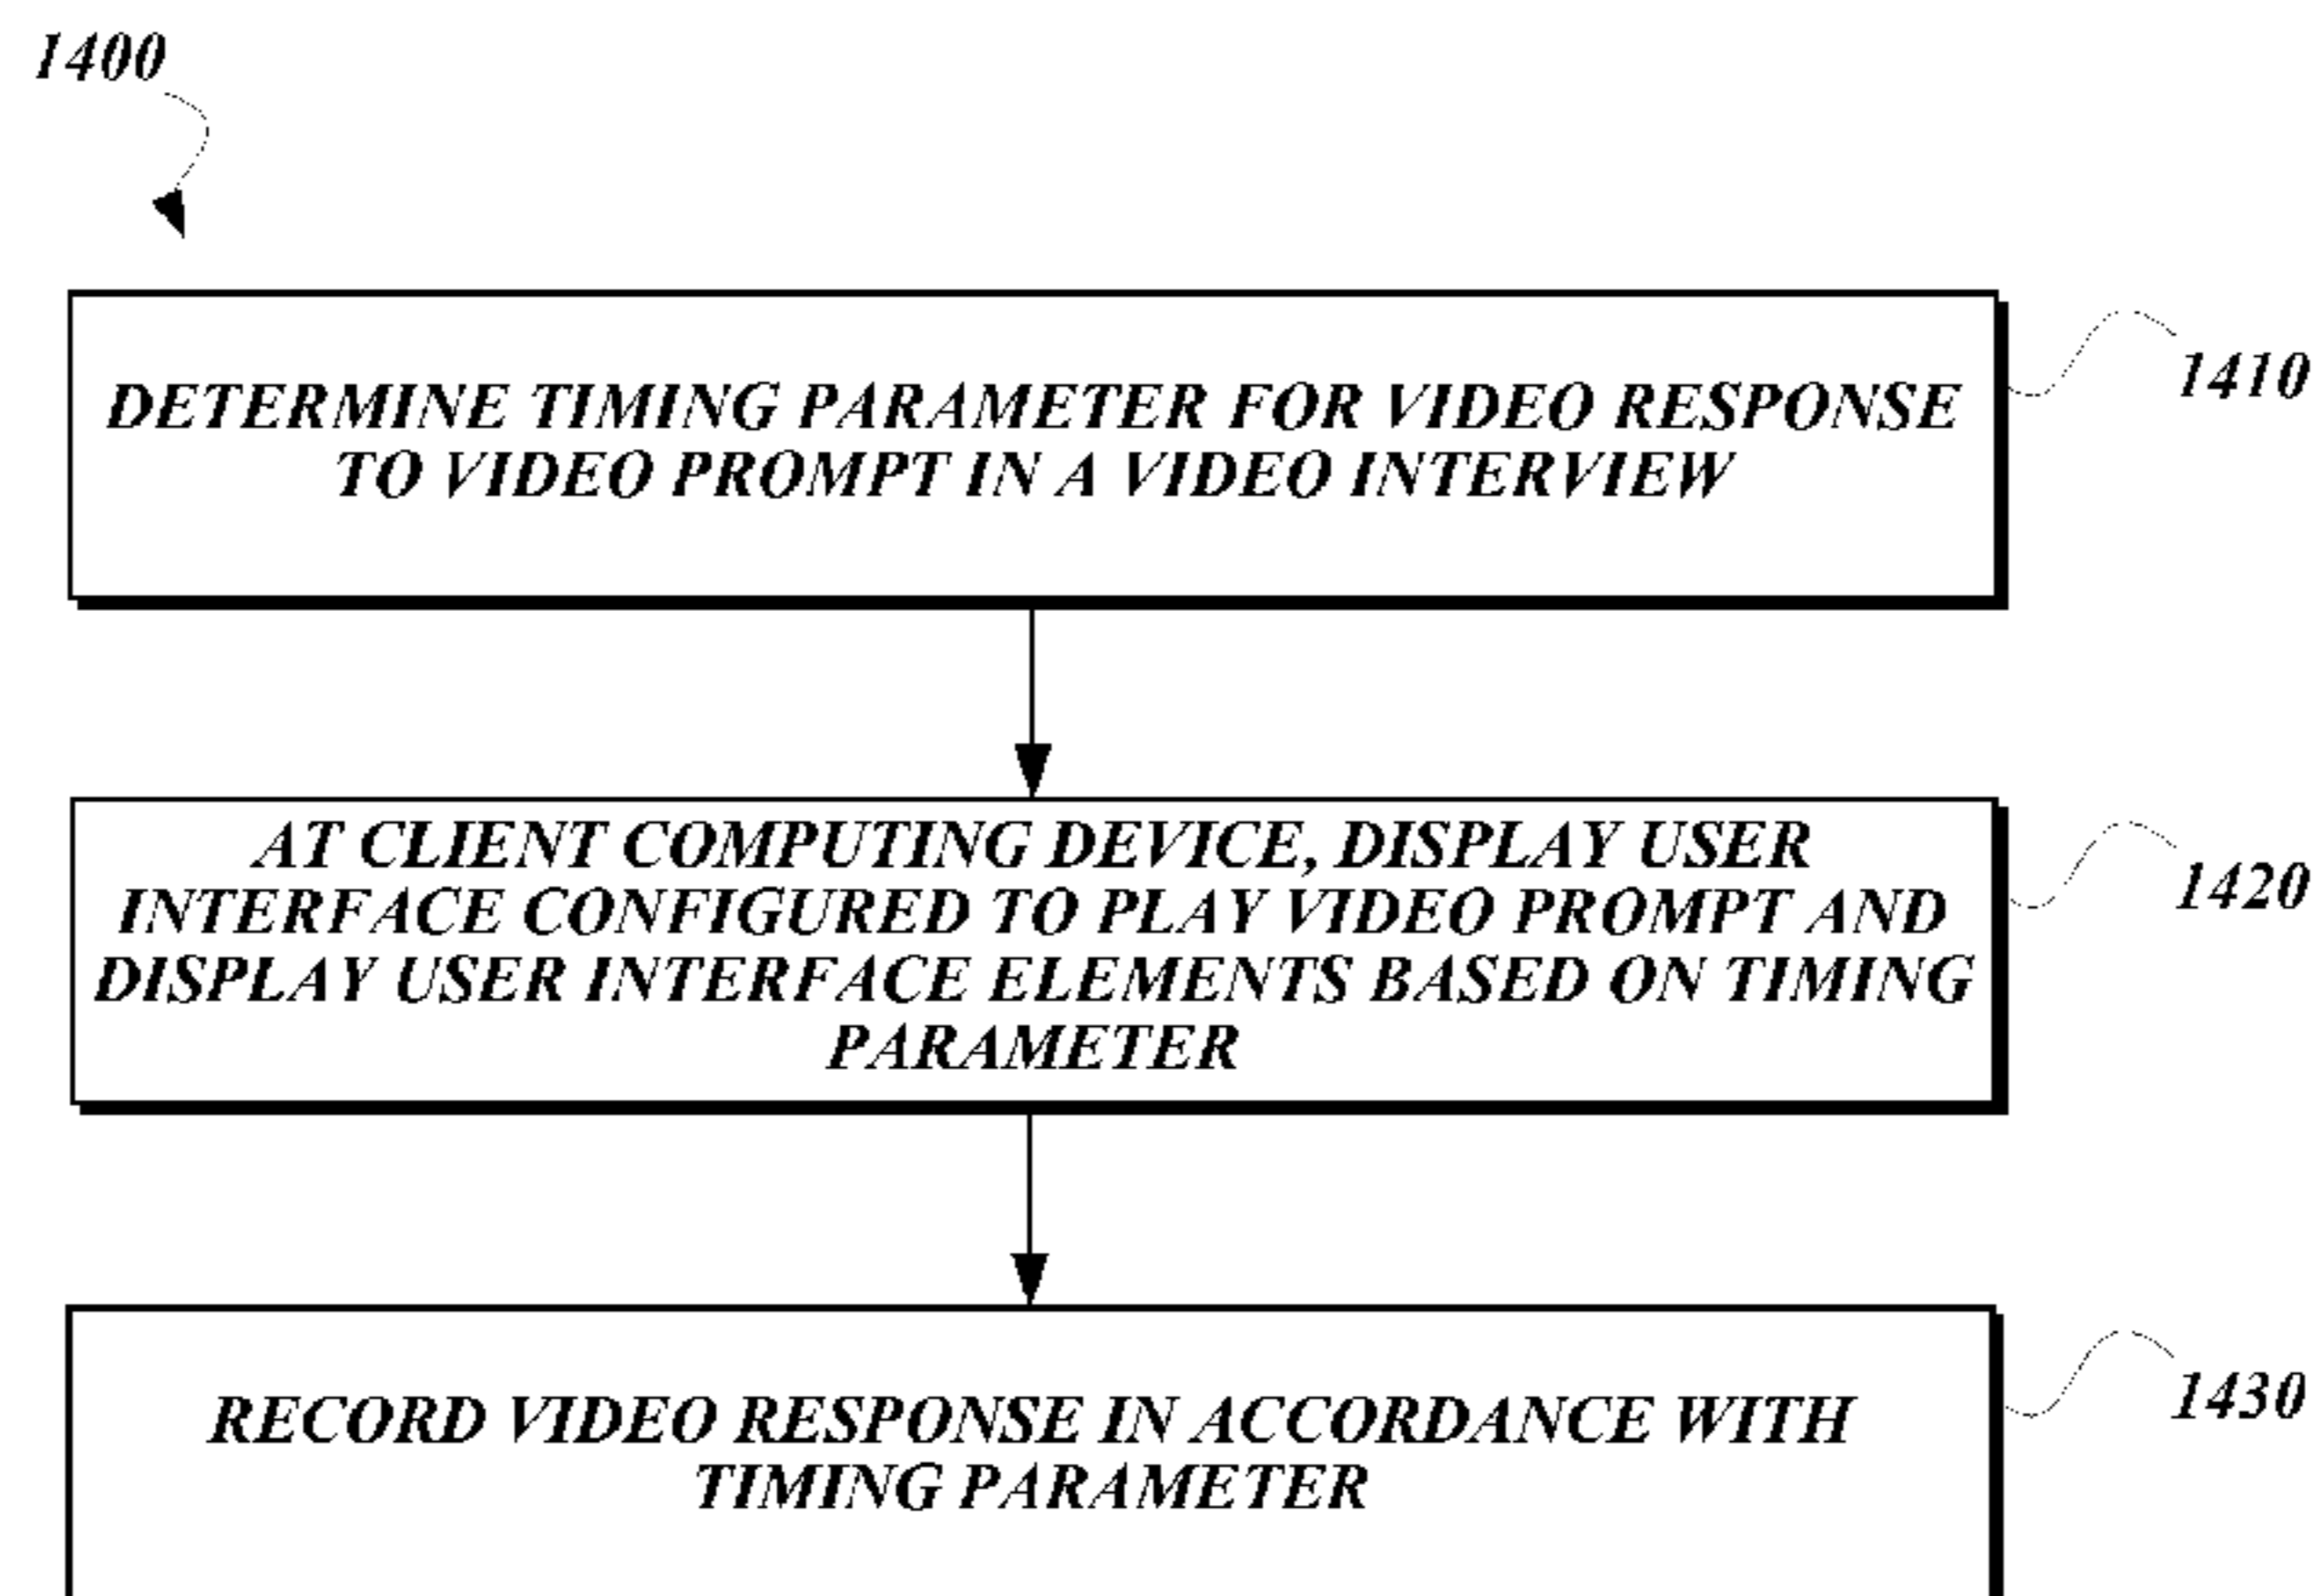 1400
DETERMINE TIMING PARAMETER FOR VIDEO RESPONSE
TO VIDEO PROMPT IN A VIDEO INTERVIEW
1410
AT CLIENT COMPUTING DEVICE, DISPLAY USER
INTERFACE CONFIGURED TO PLAY VIDEO PROMPT AND
DISPLAY USER INTERFACE ELEMENTS BASED ON TIMING
PARAMETER
1420
RECORD VIDEO RESPONSE IN ACCORDANCE WITH
TIMING PARAMETER
1430